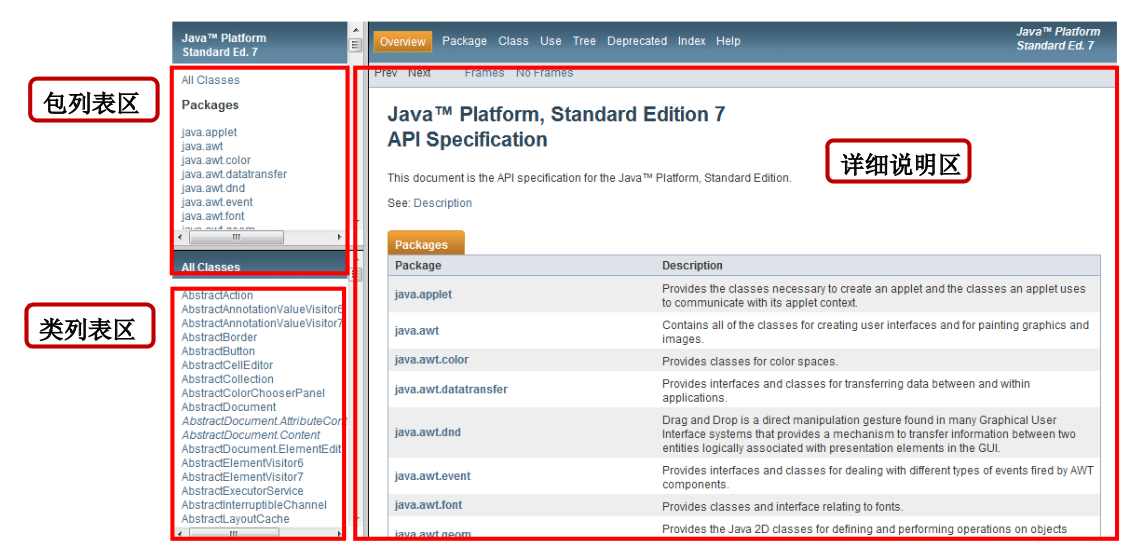 Java™ Platform
Standard Ed. 7
All Classes
Packages
java.applet
java.awt
java.awt.color
java.awt.datatransfer
java.awt.dnd
java.awt.event
java.awt.font
java.awt.geom
包列表区
All Classes
AbstractAction
AbstractAnnotationValueVisitor6
AbstractAnnotationValueVisitor7
AbstractBorder
AbstractButton
AbstractCellEditor
AbstractCollection
AbstractColorChooserPanel
AbstractDocument
AbstractDocument.AttributeCon
AbstractDocument.Content
AbstractDocument.ElementEdit
AbstractElementVisitor6
AbstractElementVisitor7
AbstractExecutorService
AbstractInterruptibleChannel
AbstractLayoutCache
类列表区
Overview Package Class Use Tree Deprecated Index Help
Java™ Platform
Standard Ed. 7
Prev Next Frames No Frames
Java™ Platform, Standard Edition 7
API Specification
详细说明区
This document is the API specification for the Java™ Platform, Standard Edition.
See: Description
Packages
Package Description
java.applet Provides the classes necessary to create an applet and the classes an applet uses
to communicate with its applet context.
java.awt Contains all of the classes for creating user interfaces and for painting graphics and
images.
java.awt.color Provides classes for color spaces.
java.awt.datatransfer Provides interfaces and classes for transferring data between and within
applications.
java.awt.dnd Drag and Drop is a direct manipulation gesture found in many Graphical User
Interface systems that provides a mechanism to transfer information between two
entities logically associated with presentation elements in the GUI.
java.awt.event Provides interfaces and classes for dealing with different types of events fired by AWT
components.
java.awt.font Provides classes and interface relating to fonts.
java.awt.geom Provides the Java 2D classes for defining and performing operations on objects